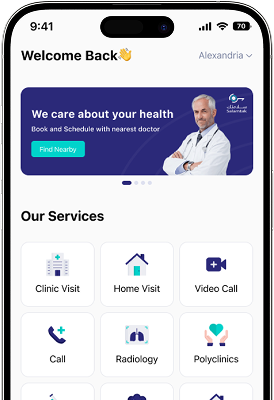 9:41
70
Welcome Back👋
Alexandria
We care about your health
Book and Schedule with nearest doctor
Find Nearby
Salamtak
Our Services
Clinic Visit
Home Visit
Video Call
Call
Radiology
Polyclinics